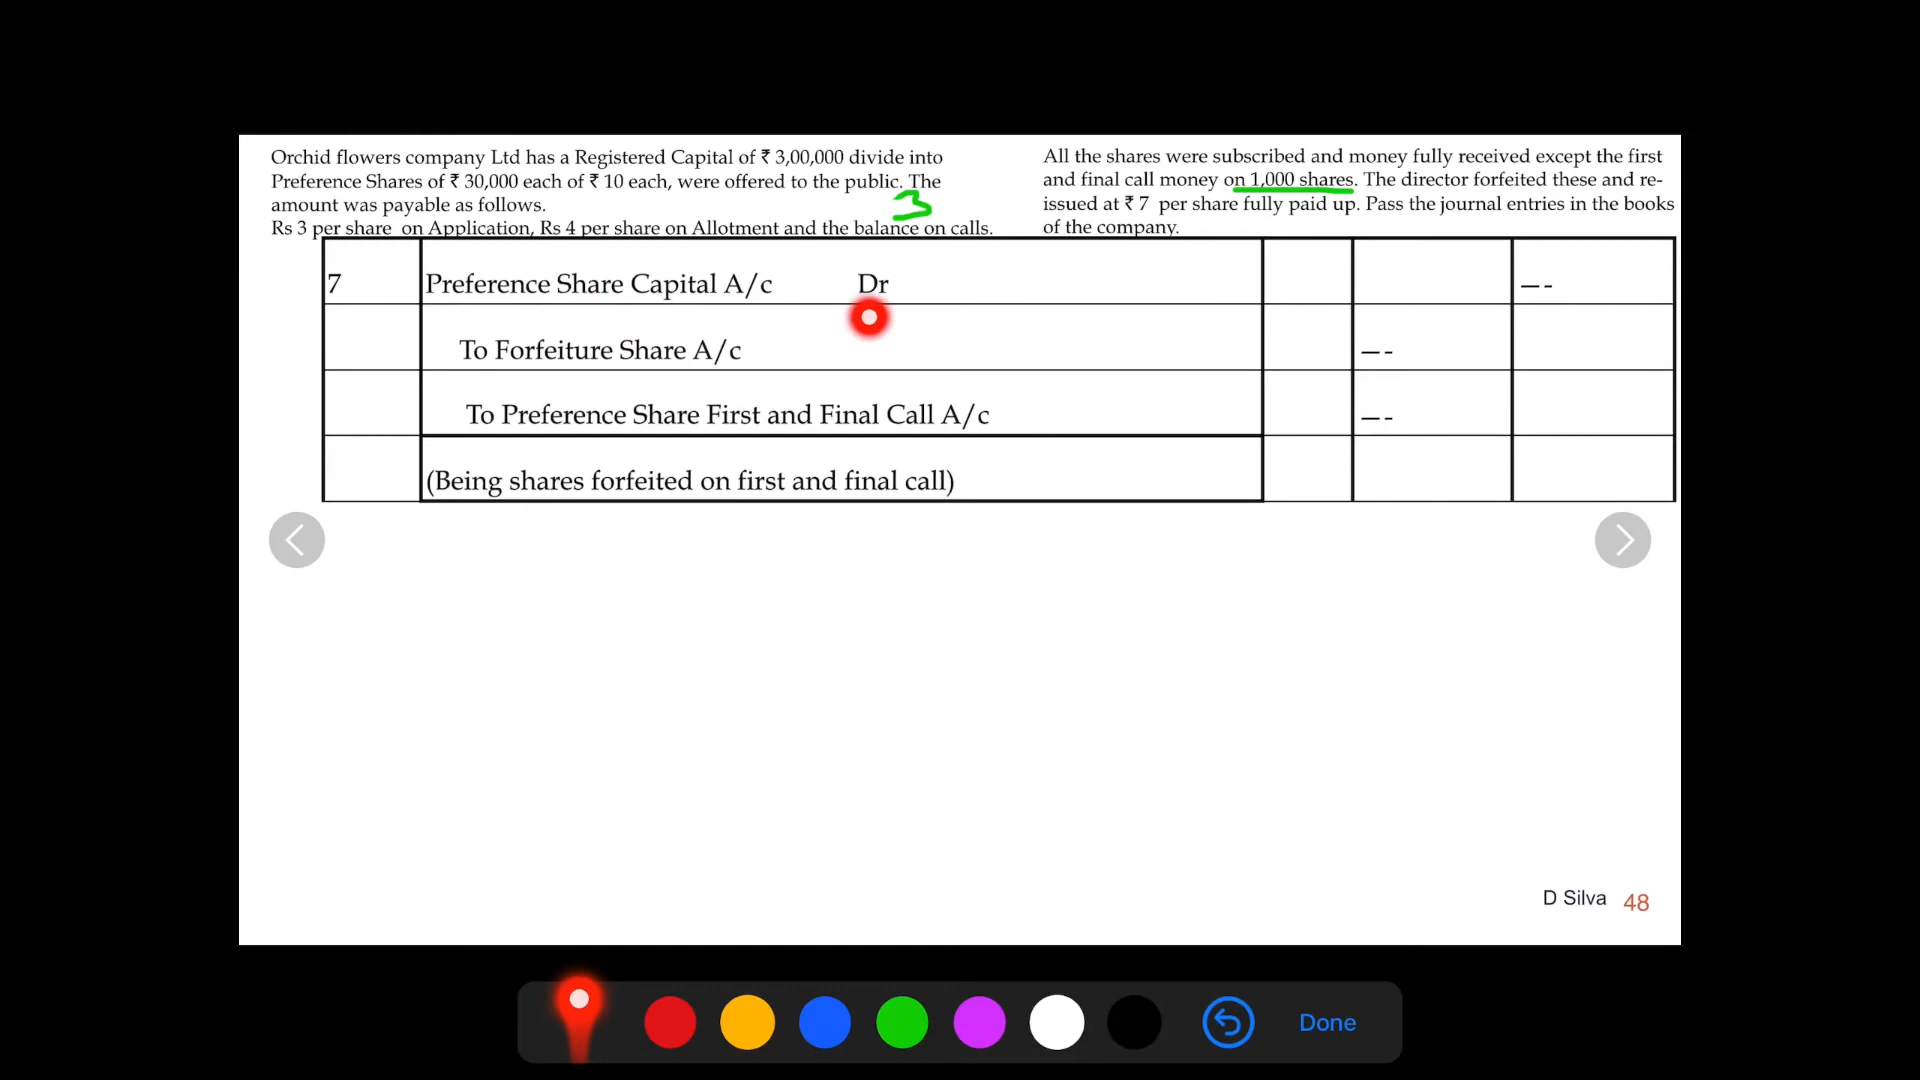 Orchid flowers company Ltd has a Registered Capital of ₹ 3,00,000 divide into
Preference Shares of ₹ 30,000 each of ₹ 10 each, were offered to the public. The
amount was payable as follows.
3
Rs 3 per share on Application, Rs 4 per share on Allotment and the balance on calls.
All the shares were subscribed and money fully received except the first
and final call money on 1,000 shares. The director forfeited these and re-
issued at ₹ 7 per share fully paid up. Pass the journal entries in the books
of the company.
7 Preference Share Capital A/c Dr —-
To Forfeiture Share A/c —-
To Preference Share First and Final Call A/c —-
(Being shares forfeited on first and final call)
D Silva 48
Done